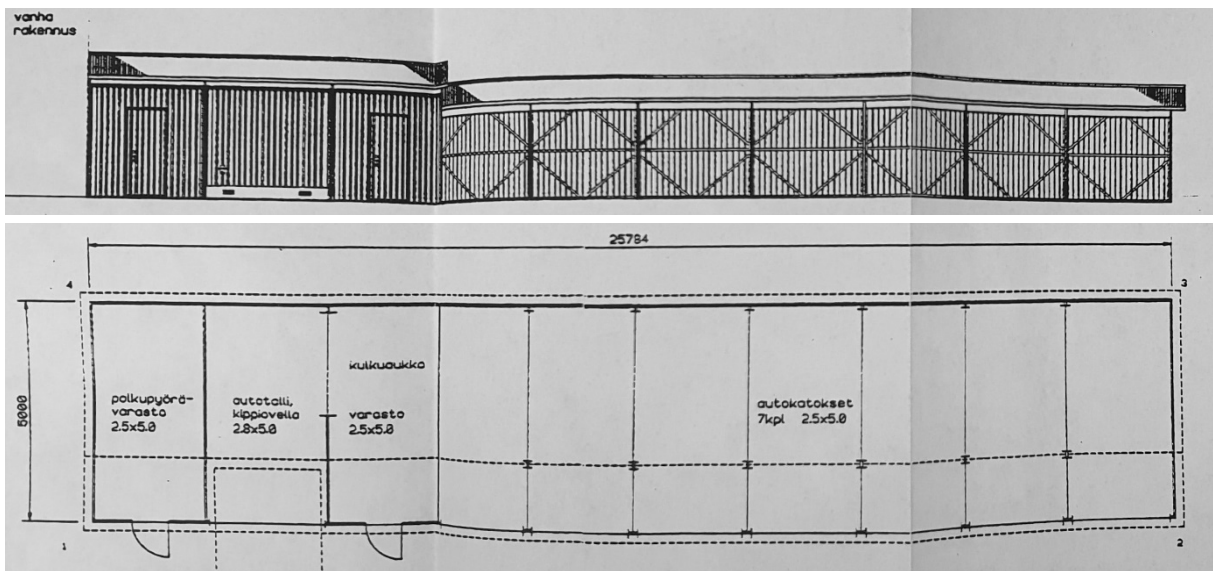 vanha
rakennus
25784
4
3
5000
kulkuaukko
polkupyörä-
varasto
2.5x5.0
autotalli,
kippiovella
2.8x5.0
varasto
2.5x5.0
autokatokset
7kpl 2.5x5.0
1
2